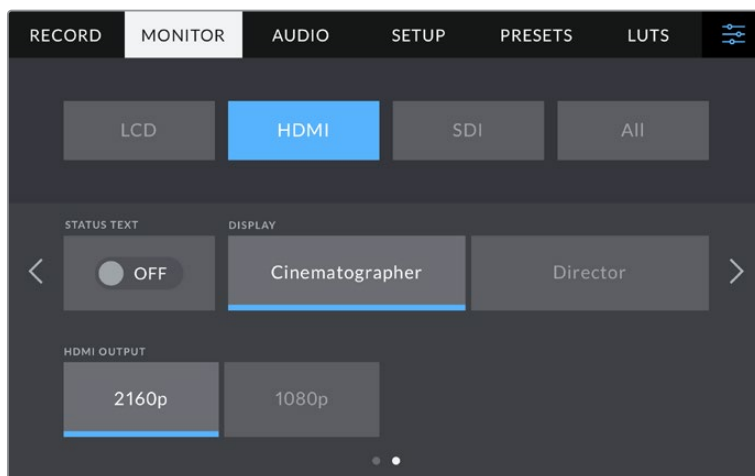 RECORD MONITOR AUDIO SETUP PRESETS LUTS
LCD HDMI SDI All
STATUS TEXT DISPLAY
OFF Cinematographer Director
HDMI OUTPUT
2160p 1080p